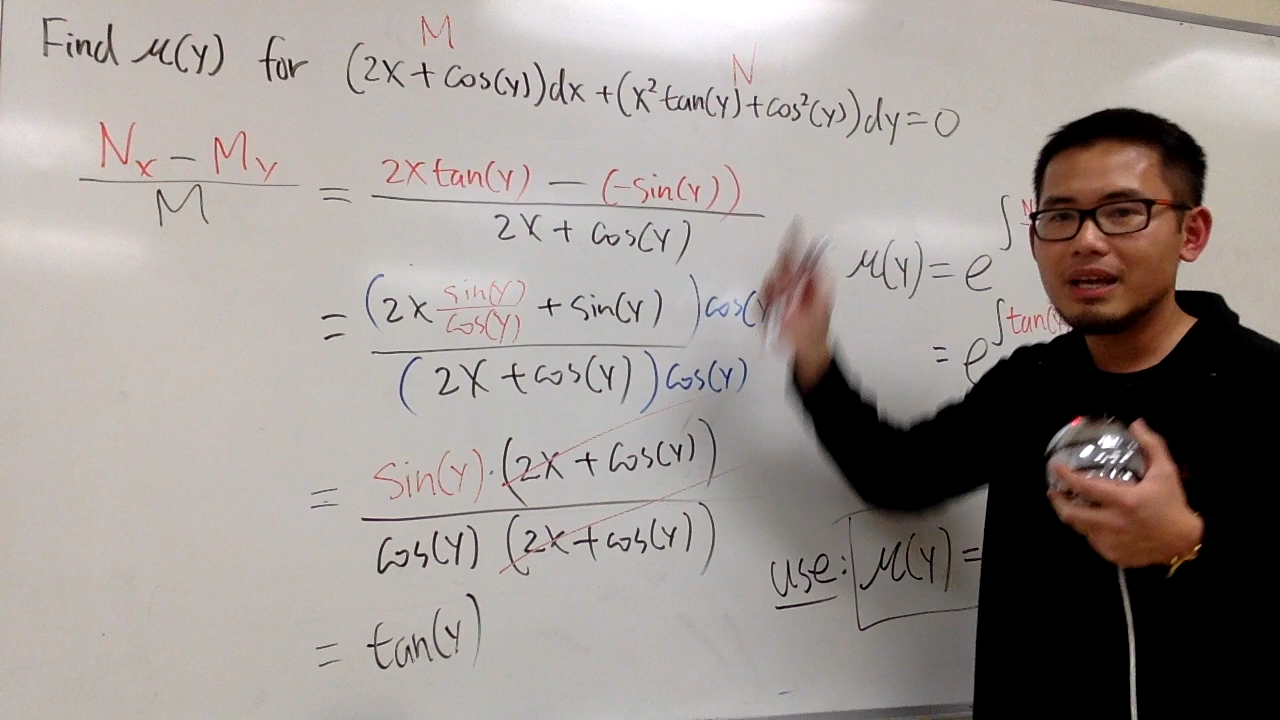 Find μ(y) for (2x + cos(y))dx + (x² tan(y) + cos²(y))dy = 0
M N
(Nx − My)/M = (2x tan(y) − (−sin(y)))/(2x + cos(y))
= (2x sin(y)/cos(y) + sin(y)) cos(y / (2x + cos(y)) cos(y)
= sin(y)·(2x + cos(y)) / cos(y) (2x + cos(y))
= tan(y)
μ(y) = e^∫N
= e^∫tan(
use: μ(y) =